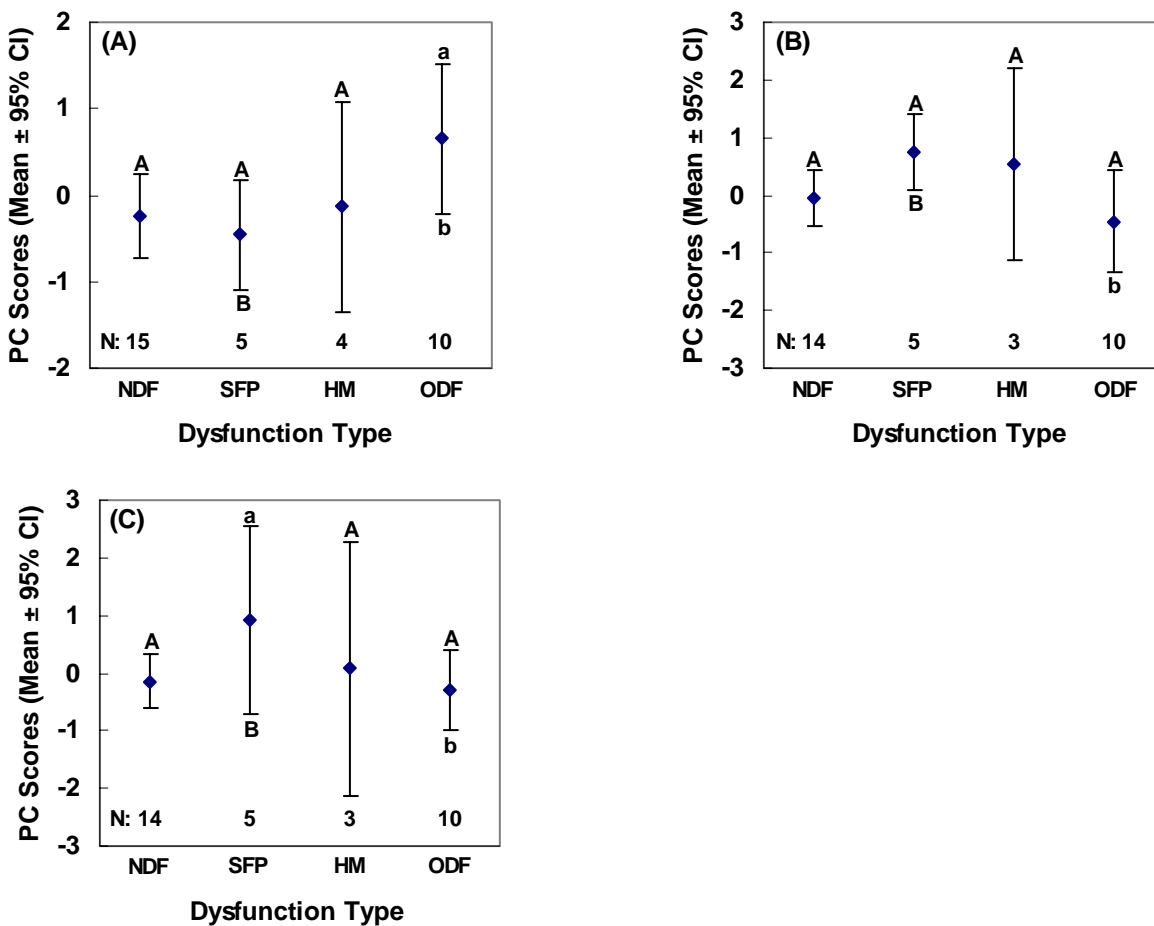 PC Scores (Mean ± 95% CI)
2
1
0
-1
-2
(A)
A
A
A
a
B
b
N: 15 5 4 10
NDF SFP HM ODF
Dysfunction Type
PC Scores (Mean ± 95% CI)
3
2
1
0
-1
-2
-3
(B)
A
A
A
A
B
b
N: 14 5 3 10
NDF SFP HM ODF
Dysfunction Type
PC Scores (Mean ± 95% CI)
3
2
1
0
-1
-2
-3
(C)
A
a
A
A
B
b
N: 14 5 3 10
NDF SFP HM ODF
Dysfunction Type